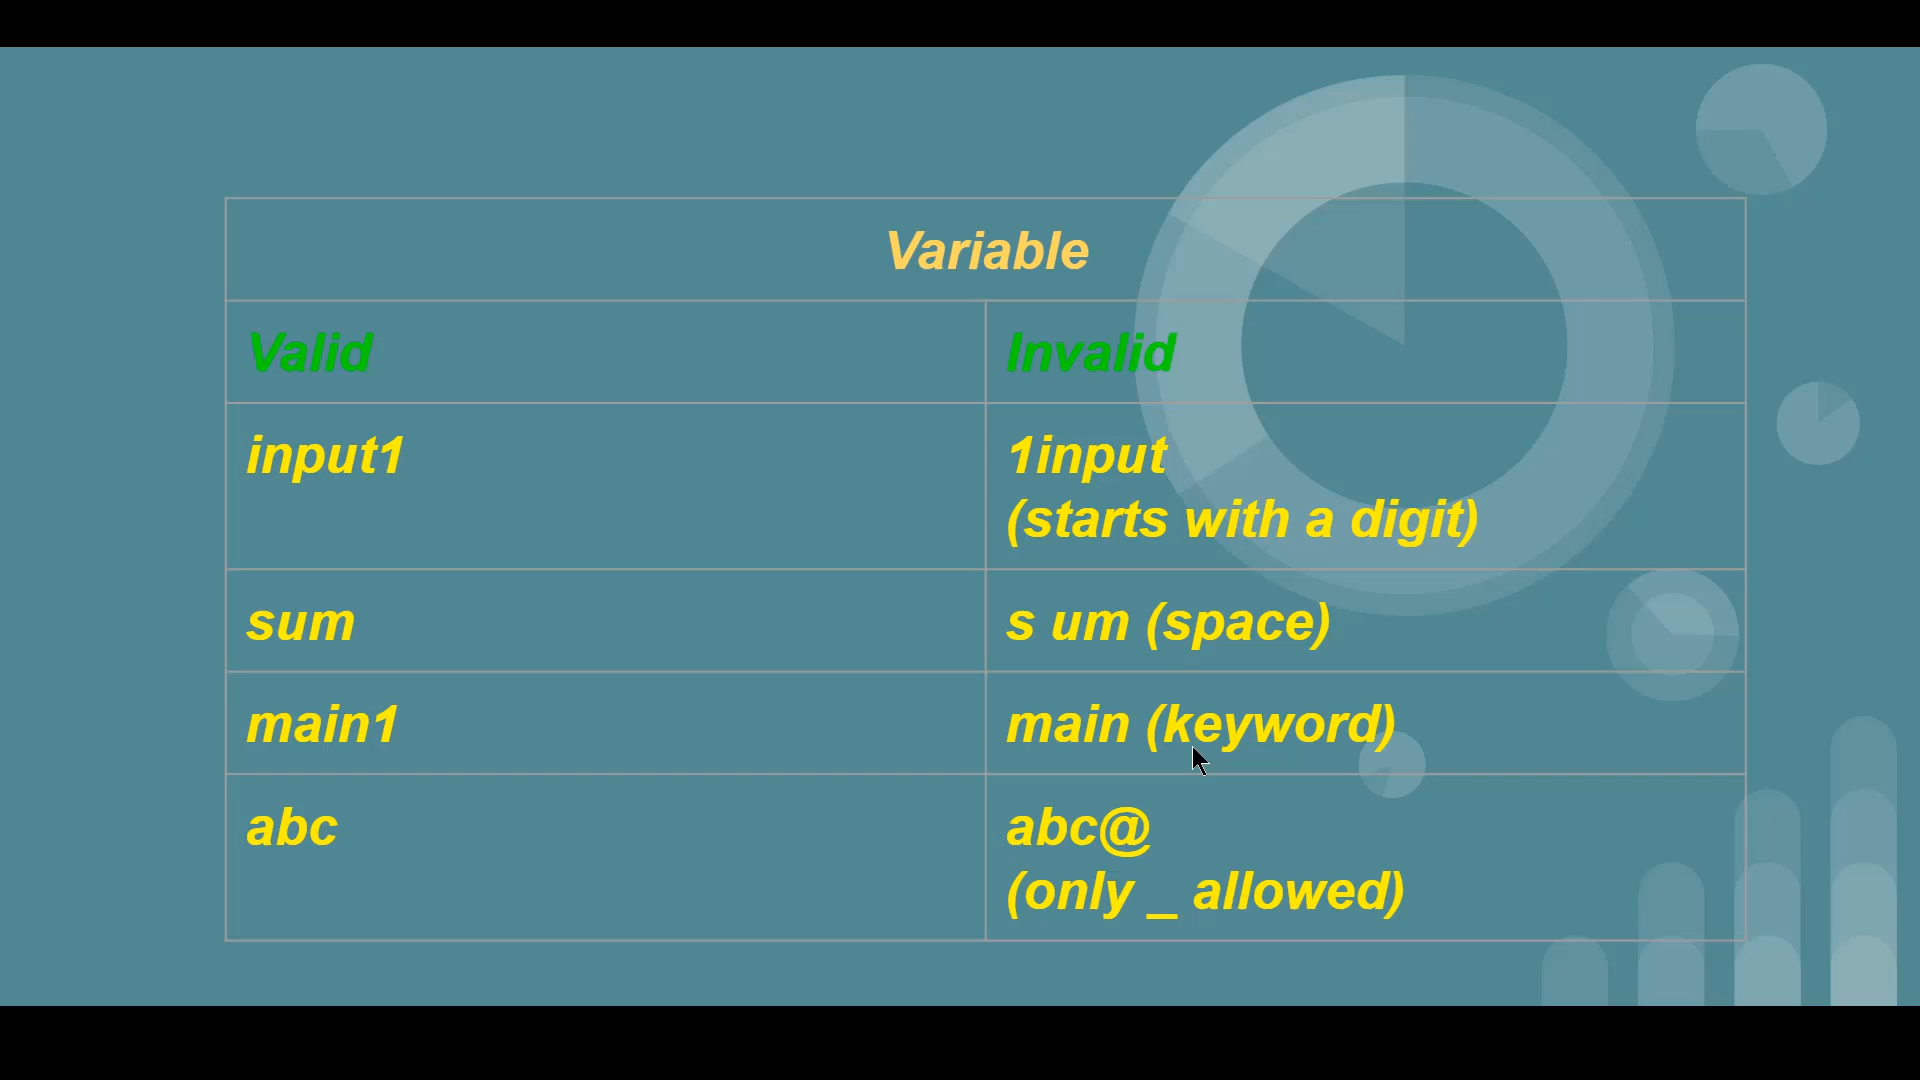 Variable
Valid Invalid
input1 1input
(starts with a digit)
sum s um (space)
main1 main (keyword)
abc abc@
(only _ allowed)